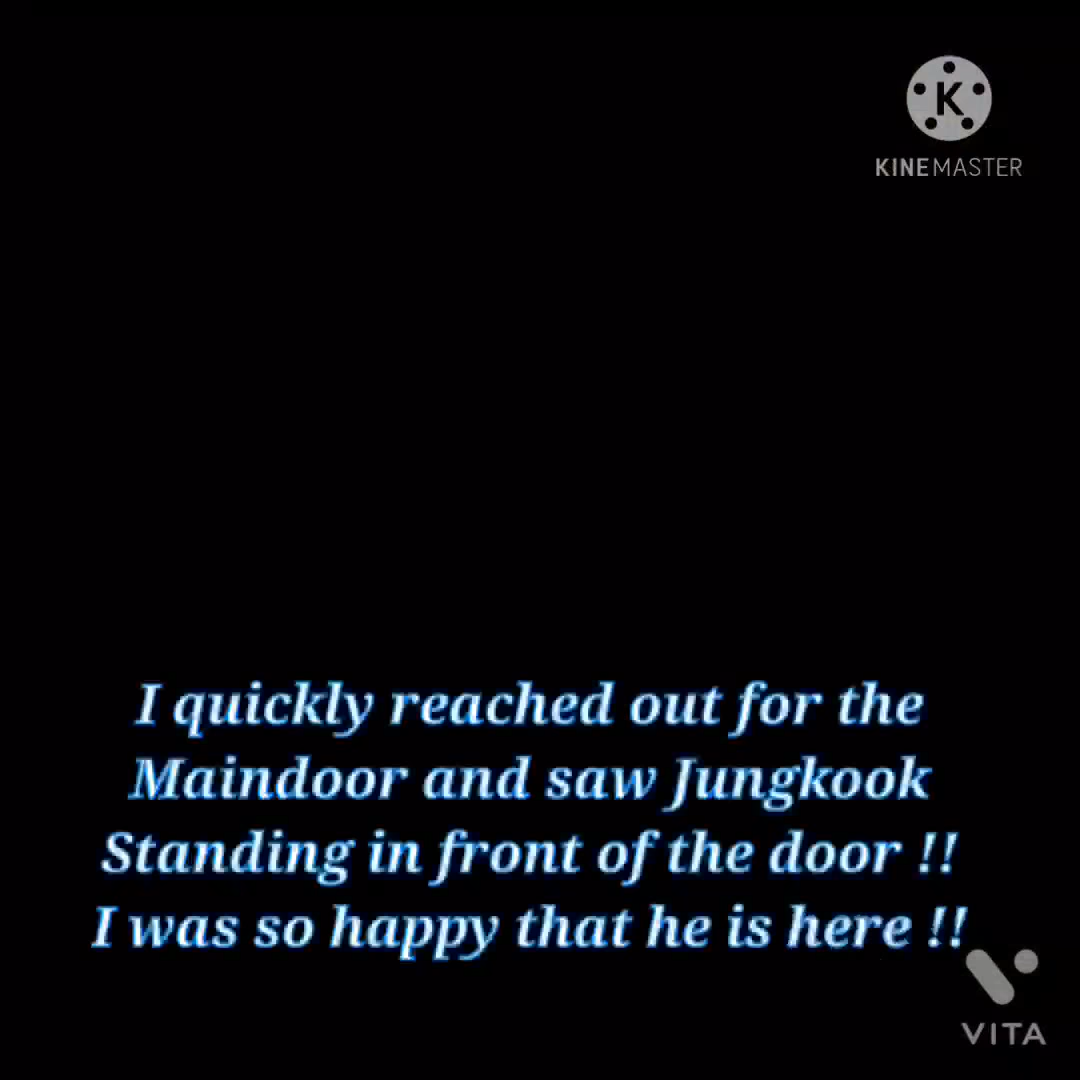 K
KINEMASTER
I quickly reached out for the
Maindoor and saw Jungkook
Standing in front of the door !!
I was so happy that he is here !!
VITA